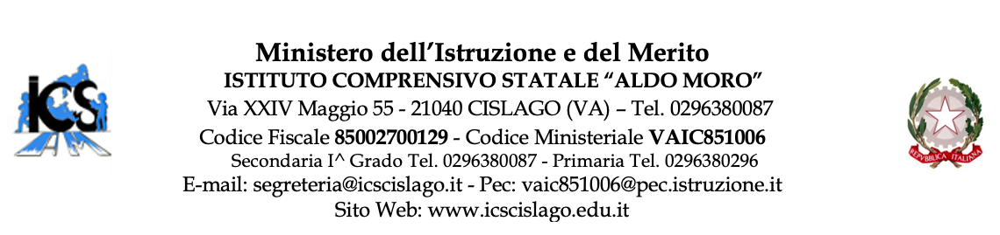 Ministero dell’Istruzione e del Merito
ISTITUTO COMPRENSIVO STATALE “ALDO MORO”
Via XXIV Maggio 55 - 21040 CISLAGO (VA) – Tel. 0296380087
Codice Fiscale 85002700129 - Codice Ministeriale VAIC851006
Secondaria I^ Grado Tel. 0296380087 - Primaria Tel. 0296380296
E-mail: segreteria@icscislago.it - Pec: vaic851006@pec.istruzione.it
Sito Web: www.icscislago.edu.it
ICS
AM
REPVBBLICA ITALIANA